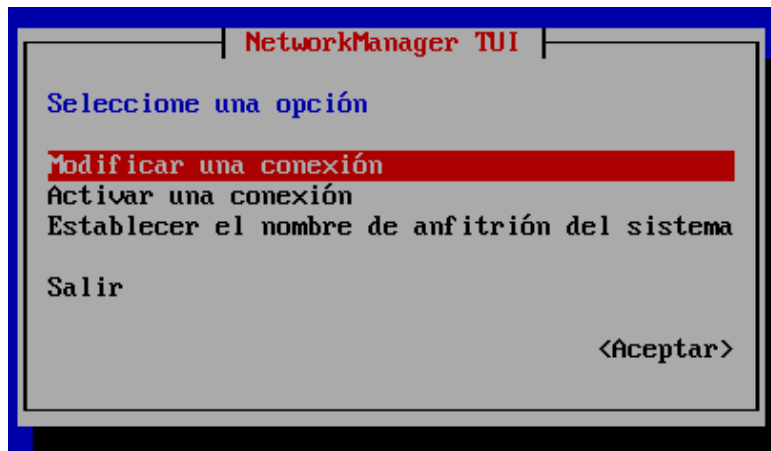 NetworkManager TUI
Seleccione una opción
Modificar una conexión
Activar una conexión
Establecer el nombre de anfitrión del sistema
Salir
<Aceptar>